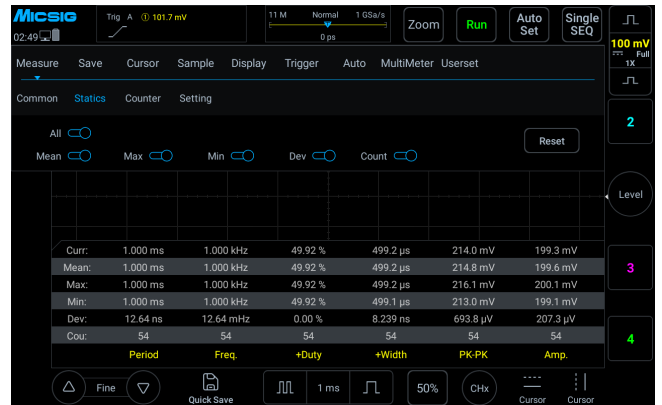 MICSIG Trig A ① 101.7 mV 11 M Normal 1 GSa/s Zoom Run Auto Set Single SEQ
02:49 0 ps
100 mV
Full
1X
Measure Save Cursor Sample Display Trigger Auto MultiMeter Userset
Common Statics Counter Setting
2
All
Reset
Mean Max Min Dev Count
Level
Curr: 1.000 ms 1.000 kHz 49.92 % 499.2 µs 214.0 mV 199.3 mV
Mean: 1.000 ms 1.000 kHz 49.92 % 499.2 µs 214.8 mV 199.6 mV
3
Max: 1.000 ms 1.000 kHz 49.92 % 499.2 µs 216.1 mV 200.1 mV
Min: 1.000 ms 1.000 kHz 49.92 % 499.1 µs 213.0 mV 199.1 mV
Dev: 12.64 ns 12.64 mHz 0.00 % 8.239 ns 693.8 µV 207.3 µV
Cou: 54 54 54 54 54 54
4
Period Freq. +Duty +Width PK-PK Amp.
Fine 1 ms 50% CHx
Quick Save Cursor Cursor